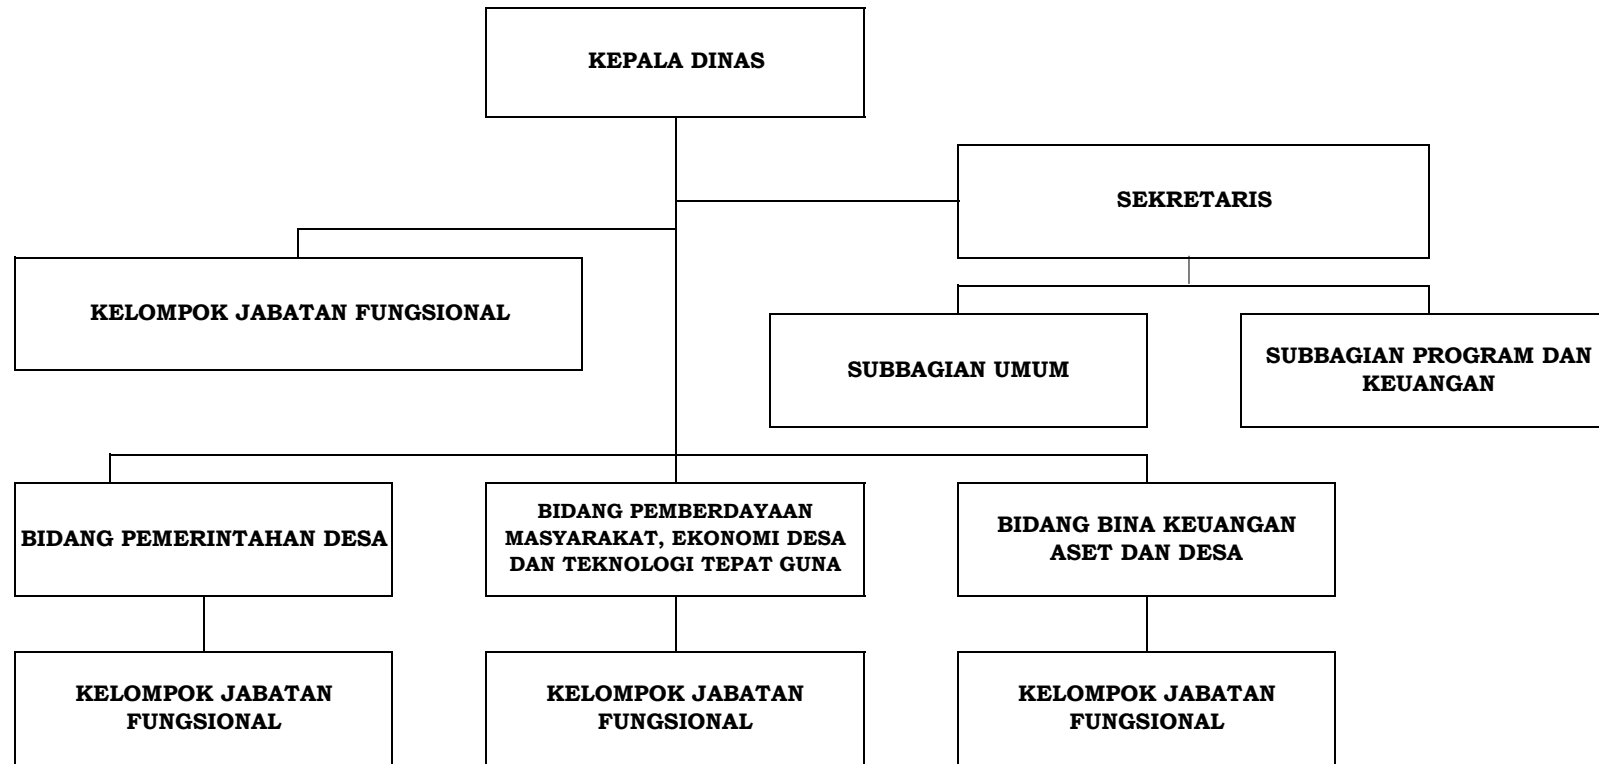 KEPALA DINAS
SEKRETARIS
KELOMPOK JABATAN FUNGSIONAL
SUBBAGIAN UMUM
SUBBAGIAN PROGRAM DAN
KEUANGAN
BIDANG PEMERINTAHAN DESA
BIDANG PEMBERDAYAAN
MASYARAKAT, EKONOMI DESA
DAN TEKNOLOGI TEPAT GUNA
BIDANG BINA KEUANGAN
ASET DAN DESA
KELOMPOK JABATAN
FUNGSIONAL
KELOMPOK JABATAN
FUNGSIONAL
KELOMPOK JABATAN
FUNGSIONAL